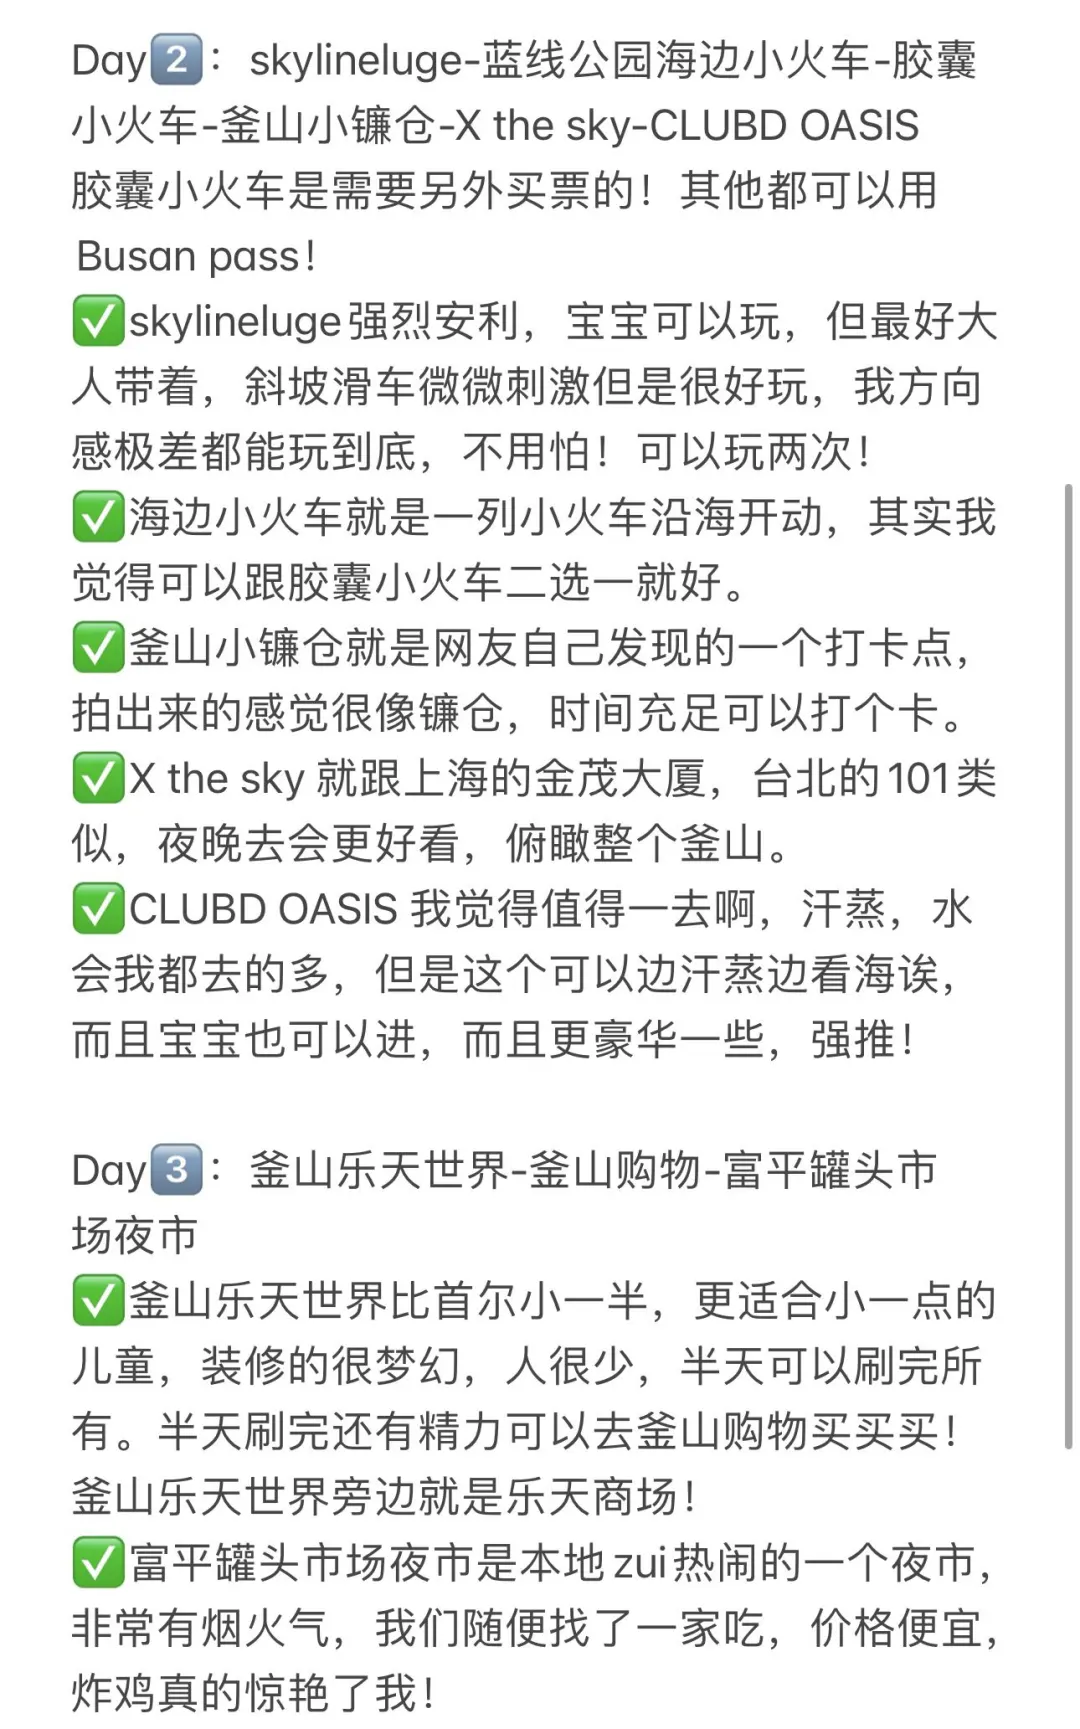 Day2️⃣：skylineluge-蓝线公园海边小火车-胶囊
小火车-釜山小镰仓-X the sky-CLUBD OASIS
胶囊小火车是需要另外买票的！其他都可以用
Busan pass！
✅skylineluge强烈安利，宝宝可以玩，但最好大
人带着，斜坡滑车微微刺激但是很好玩，我方向
感极差都能玩到底，不用怕！可以玩两次！
✅海边小火车就是一列小火车沿海开动，其实我
觉得可以跟胶囊小火车二选一就好。
✅釜山小镰仓就是网友自己发现的一个打卡点，
拍出来的感觉很像镰仓，时间充足可以打个卡。
✅X the sky 就跟上海的金茂大厦，台北的101类
似，夜晚去会更好看，俯瞰整个釜山。
✅CLUBD OASIS 我觉得值得一去啊，汗蒸，水
会我都去的多，但是这个可以边汗蒸边看海诶，
而且宝宝也可以进，而且更豪华一些，强推！
Day3️⃣：釜山乐天世界-釜山购物-富平罐头市
场夜市
✅釜山乐天世界比首尔小一半，更适合小一点的
儿童，装修的很梦幻，人很少，半天可以刷完所
有。半天刷完还有精力可以去釜山购物买买买！
釜山乐天世界旁边就是乐天商场！
✅富平罐头市场夜市是本地zui热闹的一个夜市，
非常有烟火气，我们随便找了一家吃，价格便宜，
炸鸡真的惊艳了我！